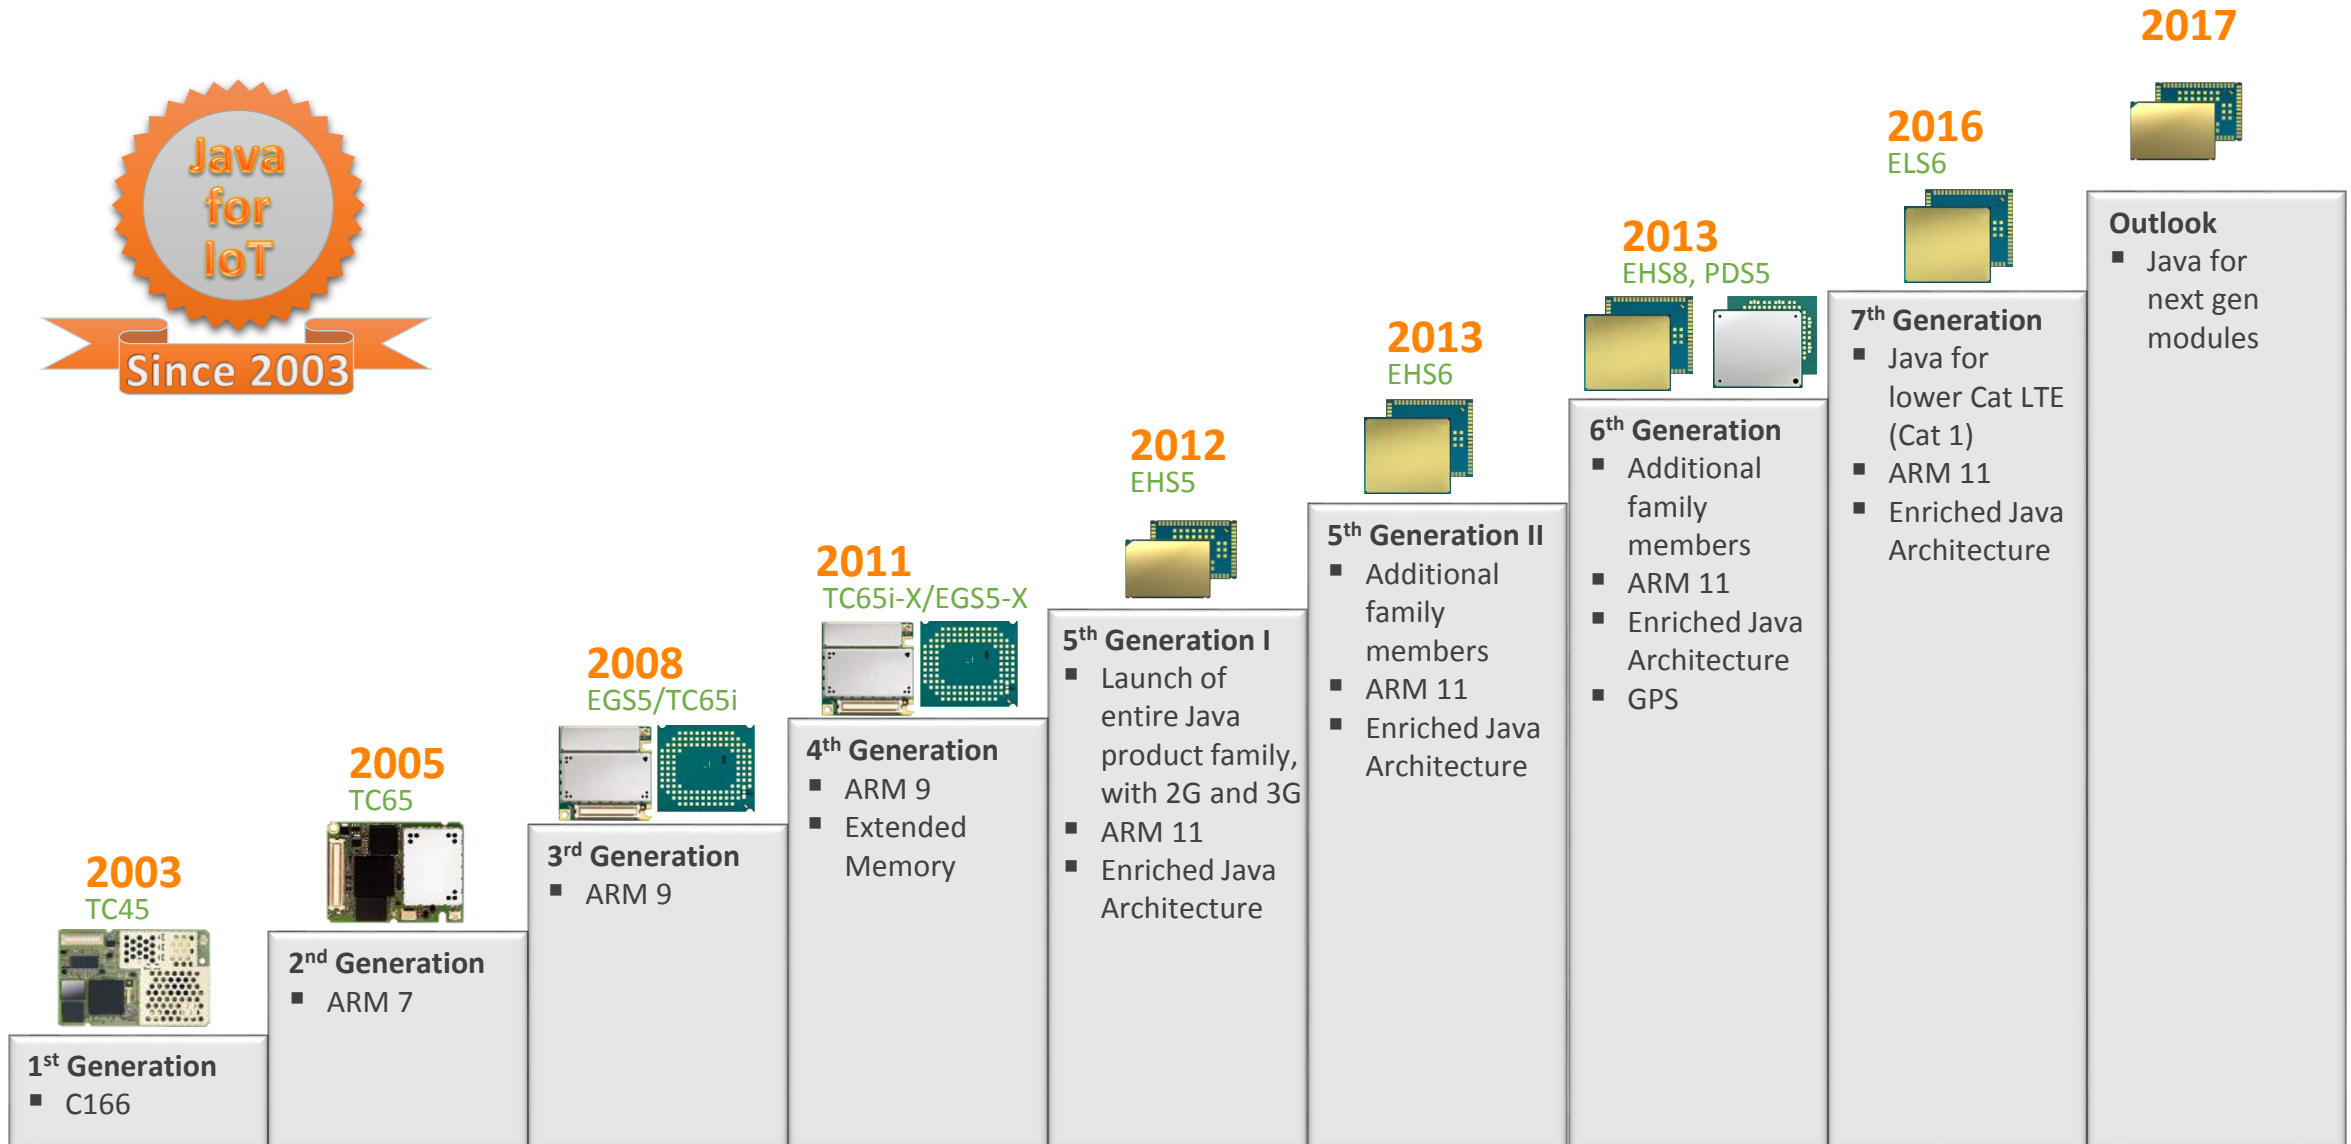 Java
for
IoT
Since 2003
2003
TC45
1st Generation
■ C166
2005
TC65
2nd Generation
■ ARM 7
2008
EGS5/TC65i
3rd Generation
■ ARM 9
2011
TC65i-X/EGS5-X
4th Generation
■ ARM 9
■ Extended
Memory
2012
EHS5
5th Generation I
■ Launch of
entire Java
product family,
with 2G and 3G
■ ARM 11
■ Enriched Java
Architecture
2013
EHS6
5th Generation II
■ Additional
family
members
■ ARM 11
■ Enriched Java
Architecture
2013
EHS8, PDS5
6th Generation
■ Additional
family
members
■ ARM 11
■ Enriched Java
Architecture
■ GPS
2016
ELS6
7th Generation
■ Java for
lower Cat LTE
(Cat 1)
■ ARM 11
■ Enriched Java
Architecture
2017
Outlook
■ Java for
next gen
modules